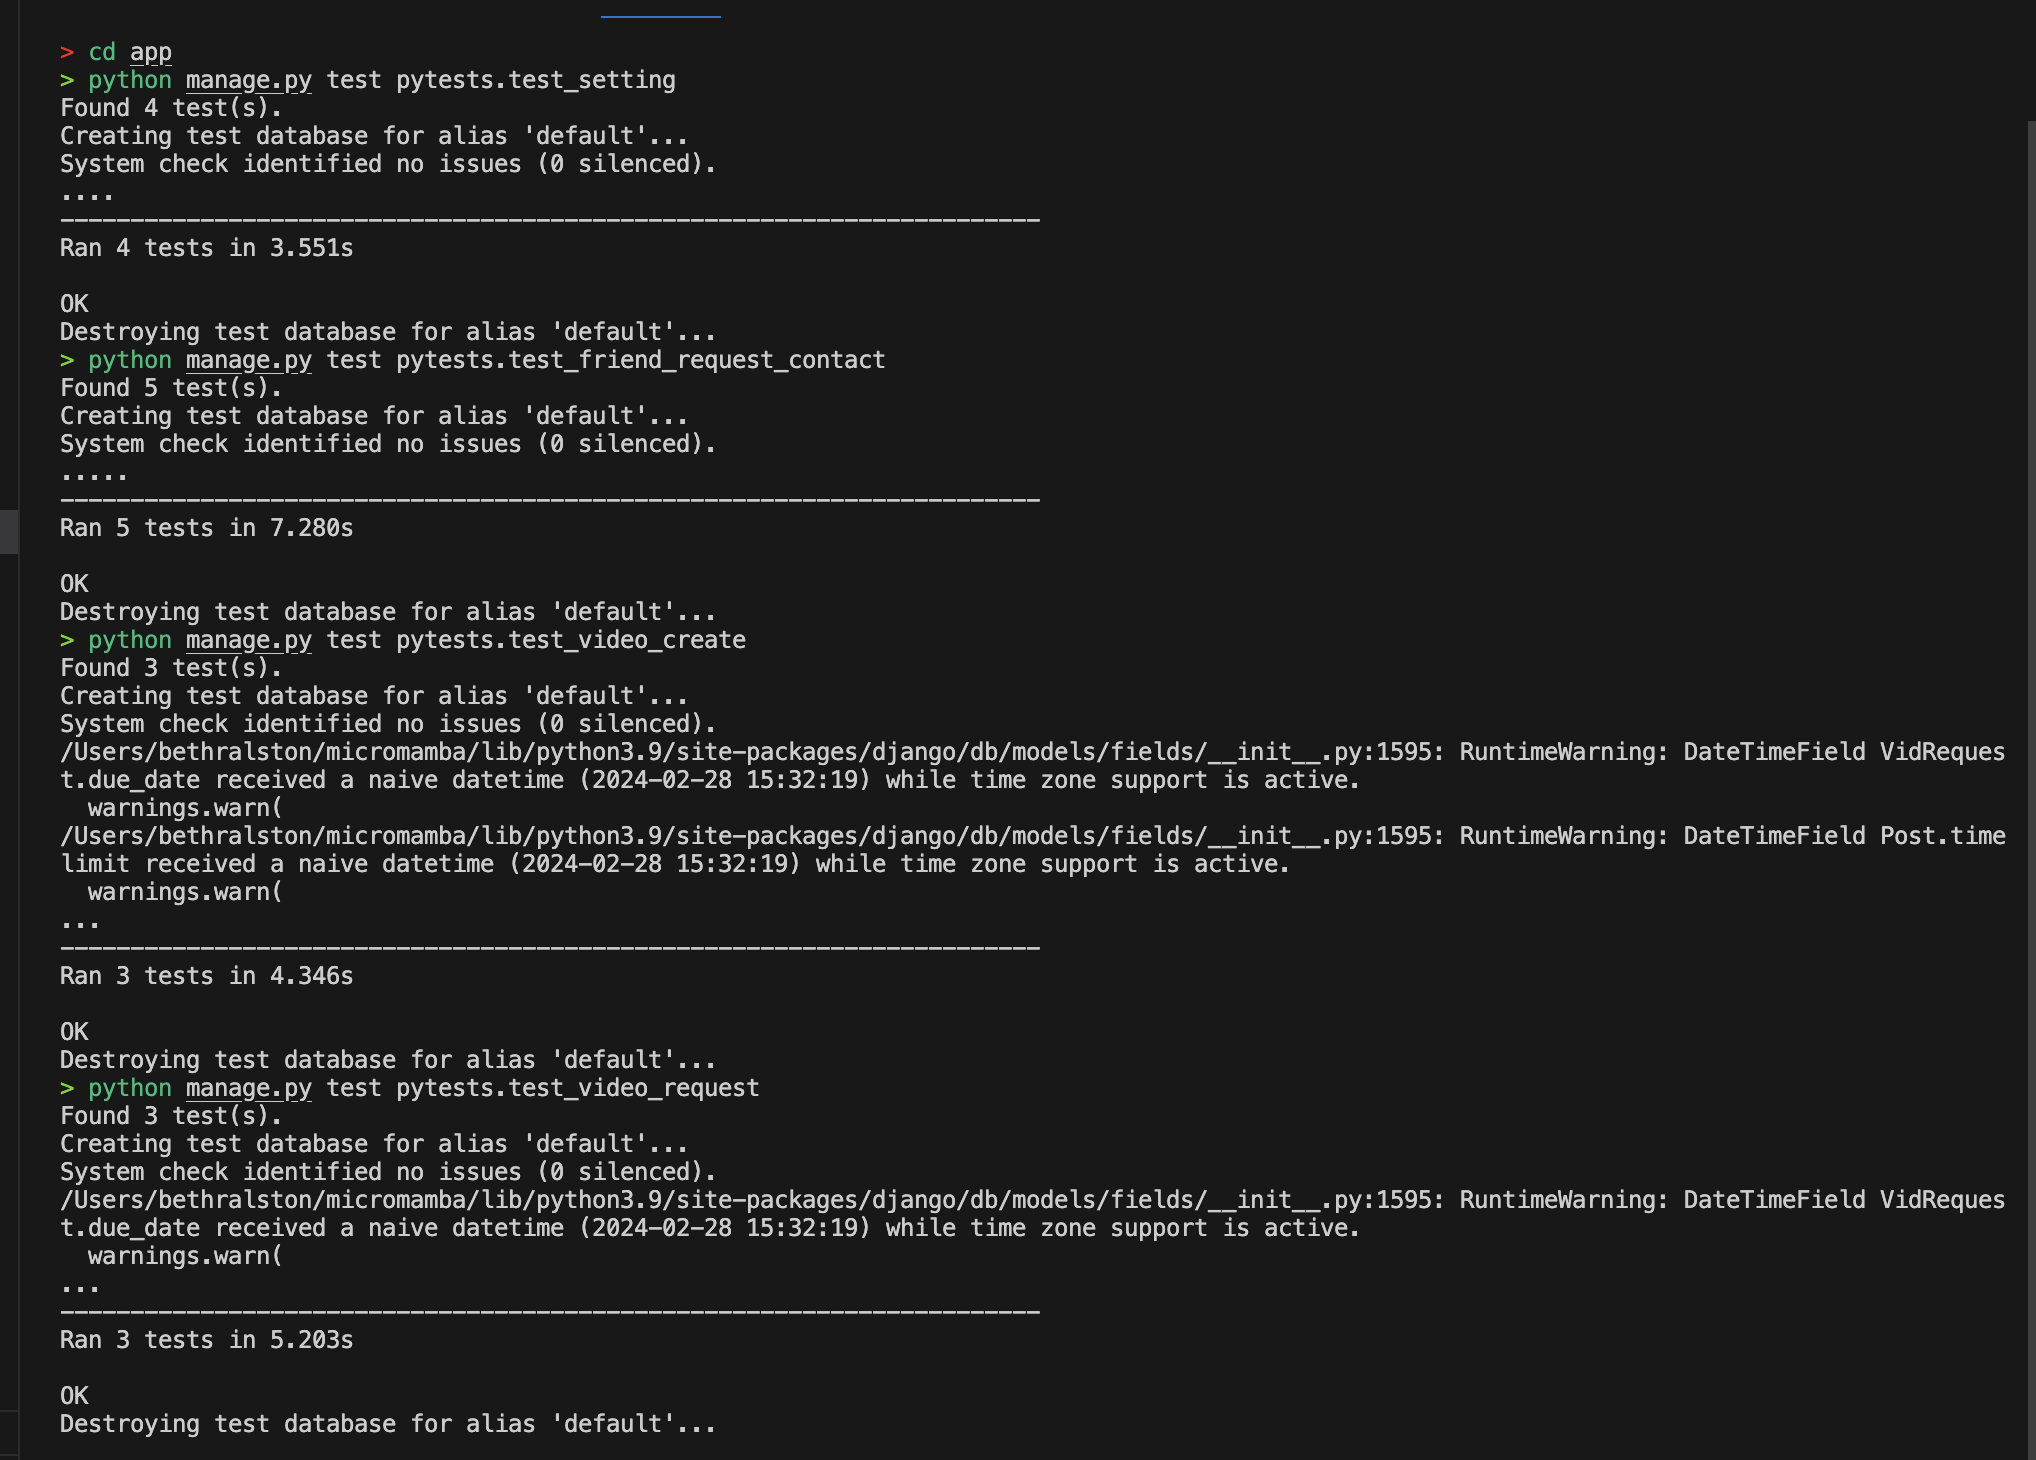 > cd app
> python manage.py test pytests.test_setting
Found 4 test(s).
Creating test database for alias 'default'...
System check identified no issues (0 silenced).
....
----------------------------------------------------------------------
Ran 4 tests in 3.551s

OK
Destroying test database for alias 'default'...
> python manage.py test pytests.test_friend_request_contact
Found 5 test(s).
Creating test database for alias 'default'...
System check identified no issues (0 silenced).
.....
----------------------------------------------------------------------
Ran 5 tests in 7.280s

OK
Destroying test database for alias 'default'...
> python manage.py test pytests.test_video_create
Found 3 test(s).
Creating test database for alias 'default'...
System check identified no issues (0 silenced).
/Users/bethralston/micromamba/lib/python3.9/site-packages/django/db/models/fields/__init__.py:1595: RuntimeWarning: DateTimeField VidReques
t.due_date received a naive datetime (2024-02-28 15:32:19) while time zone support is active.
  warnings.warn(
/Users/bethralston/micromamba/lib/python3.9/site-packages/django/db/models/fields/__init__.py:1595: RuntimeWarning: DateTimeField Post.time
limit received a naive datetime (2024-02-28 15:32:19) while time zone support is active.
  warnings.warn(
...
----------------------------------------------------------------------
Ran 3 tests in 4.346s

OK
Destroying test database for alias 'default'...
> python manage.py test pytests.test_video_request
Found 3 test(s).
Creating test database for alias 'default'...
System check identified no issues (0 silenced).
/Users/bethralston/micromamba/lib/python3.9/site-packages/django/db/models/fields/__init__.py:1595: RuntimeWarning: DateTimeField VidReques
t.due_date received a naive datetime (2024-02-28 15:32:19) while time zone support is active.
  warnings.warn(
...
----------------------------------------------------------------------
Ran 3 tests in 5.203s

OK
Destroying test database for alias 'default'...